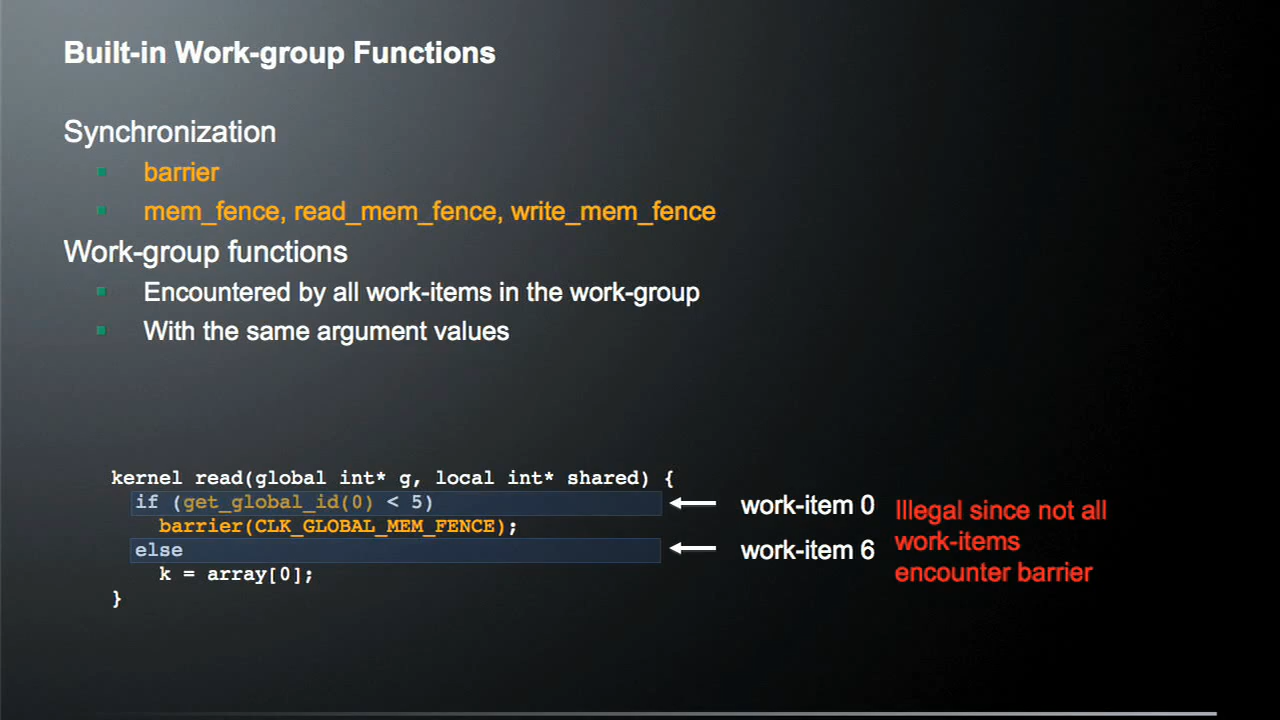 Built-in Work-group Functions
Synchronization
barrier
mem_fence, read_mem_fence, write_mem_fence
Work-group functions
Encountered by all work-items in the work-group
With the same argument values
kernel read(global int* g, local int* shared) {
if (get_global_id(0) < 5)
barrier(CLK_GLOBAL_MEM_FENCE);
else
k = array[0];
}
work-item 0
work-item 6
Illegal since not all
work-items
encounter barrier